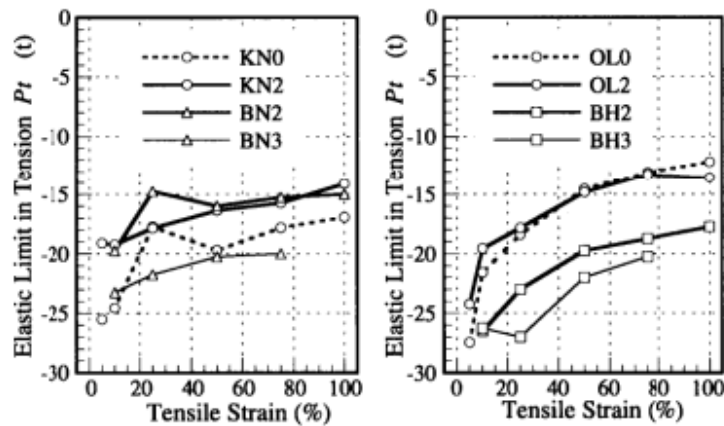 Elastic Limit in Tension Pt (t)
0
-5
-10
-15
-20
-25
-30
KN0
KN2
BN2
BN3
0 20 40 60 80 100
Tensile Strain (%)
Elastic Limit in Tension Pt (t)
0
-5
-10
-15
-20
-25
-30
OL0
OL2
BH2
BH3
0 20 40 60 80 100
Tensile Strain (%)